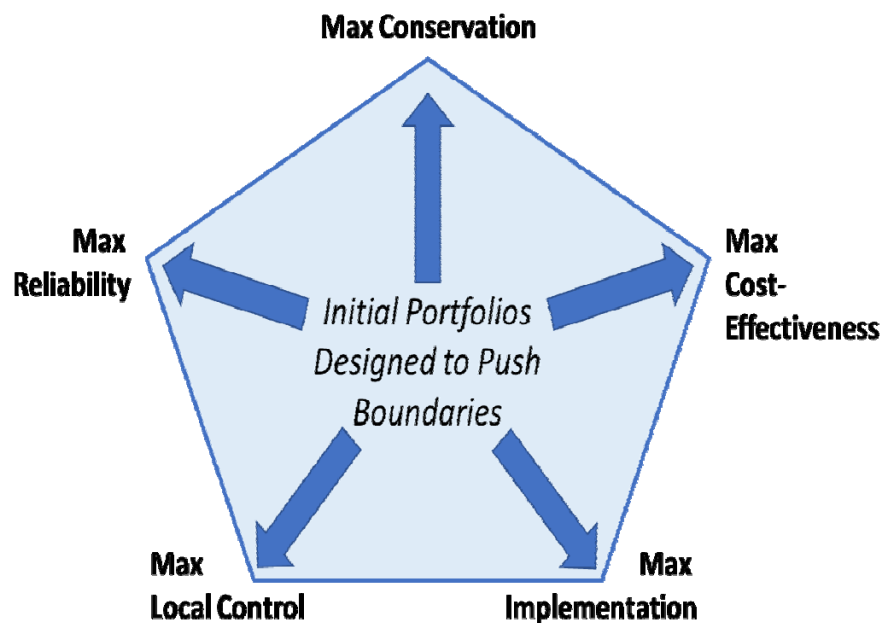 Max Conservation
Max
Reliability
Max
Cost-
Effectiveness
Initial Portfolios
Designed to Push
Boundaries
Max
Local Control
Max
Implementation